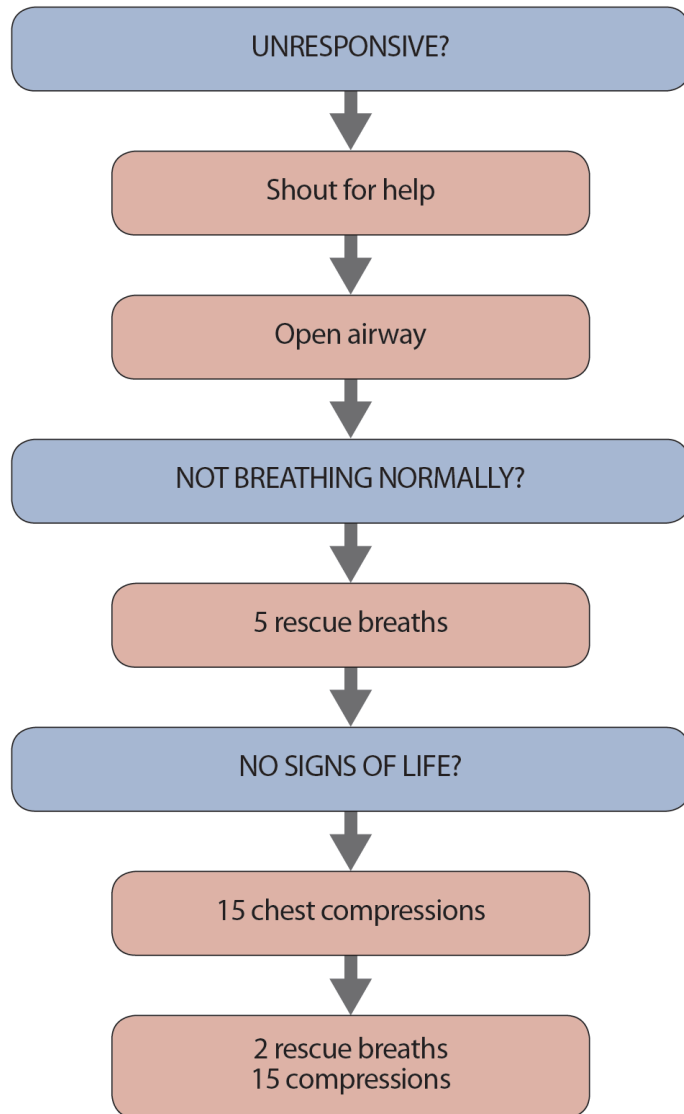 UNRESPONSIVE?
Shout for help
Open airway
NOT BREATHING NORMALLY?
5 rescue breaths
NO SIGNS OF LIFE?
15 chest compressions
2 rescue breaths
15 compressions